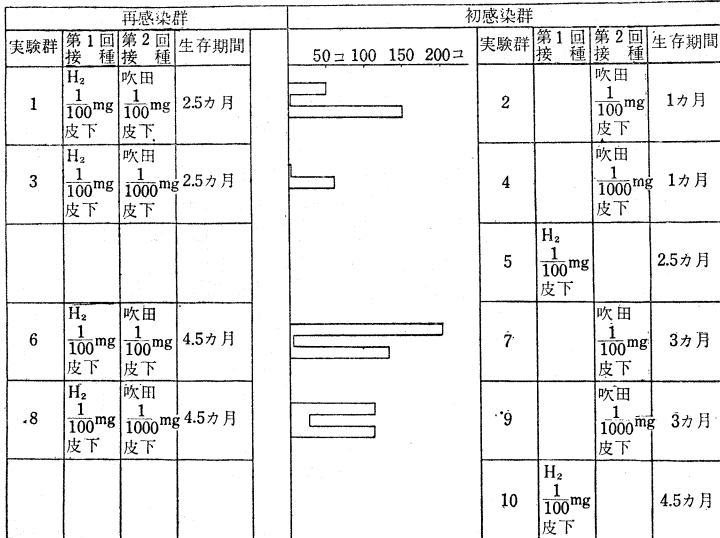 再感染群 初感染群
実験群 第1回接種 第2回接種 生存期間 50コ 100 150 200コ 実験群 第1回接種 第2回接種 生存期間
1 H₂ 1/100mg 皮下 吹田 1/100mg 皮下 2.5カ月 2 吹田 1/100mg 皮下 1カ月
3 H₂ 1/100mg 皮下 吹田 1/1000mg 皮下 2.5カ月 4 吹田 1/1000mg 皮下 1カ月
5 H₂ 1/100mg 皮下 2.5カ月
6 H₂ 1/100mg 皮下 吹田 1/100mg 皮下 4.5カ月 7 吹田 1/100mg 皮下 3カ月
8 H₂ 1/100mg 皮下 吹田 1/1000mg 皮下 4.5カ月 9 吹田 1/1000mg 皮下 3カ月
10 H₂ 1/100mg 皮下 4.5カ月